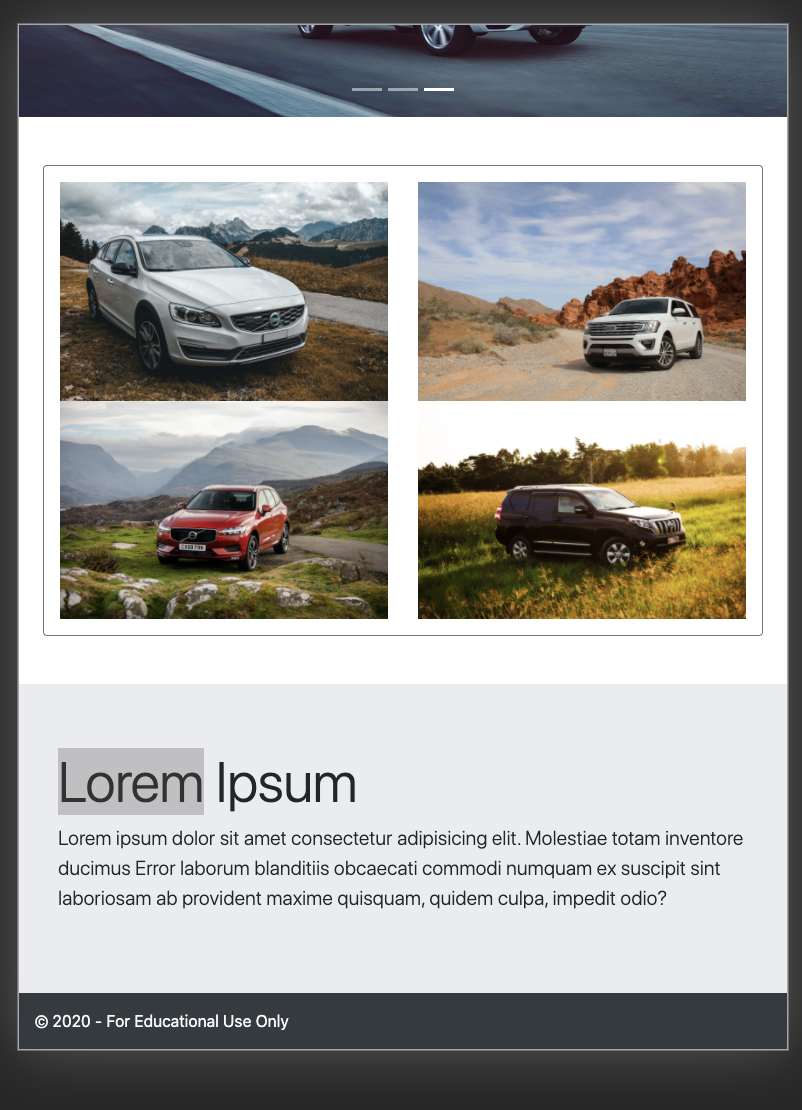 Lorem Ipsum
Lorem ipsum dolor sit amet consectetur adipisicing elit. Molestiae totam inventore
ducimus Error laborum blanditiis obcaecati commodi numquam ex suscipit sint
laboriosam ab provident maxime quisquam, quidem culpa, impedit odio?
© 2020 - For Educational Use Only